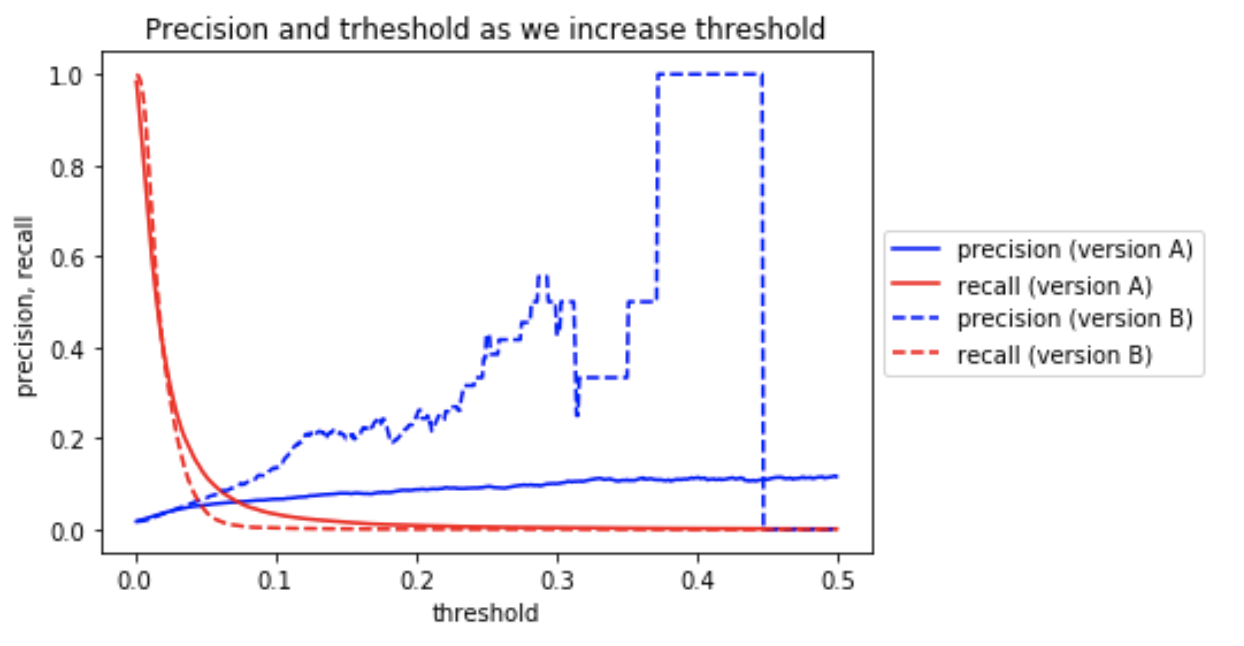 Precision and trheshold as we increase threshold
1.0
0.8
0.6
0.4
0.2
0.0
precision, recall
0.0 0.1 0.2 0.3 0.4 0.5
threshold
precision (version A)
recall (version A)
precision (version B)
recall (version B)